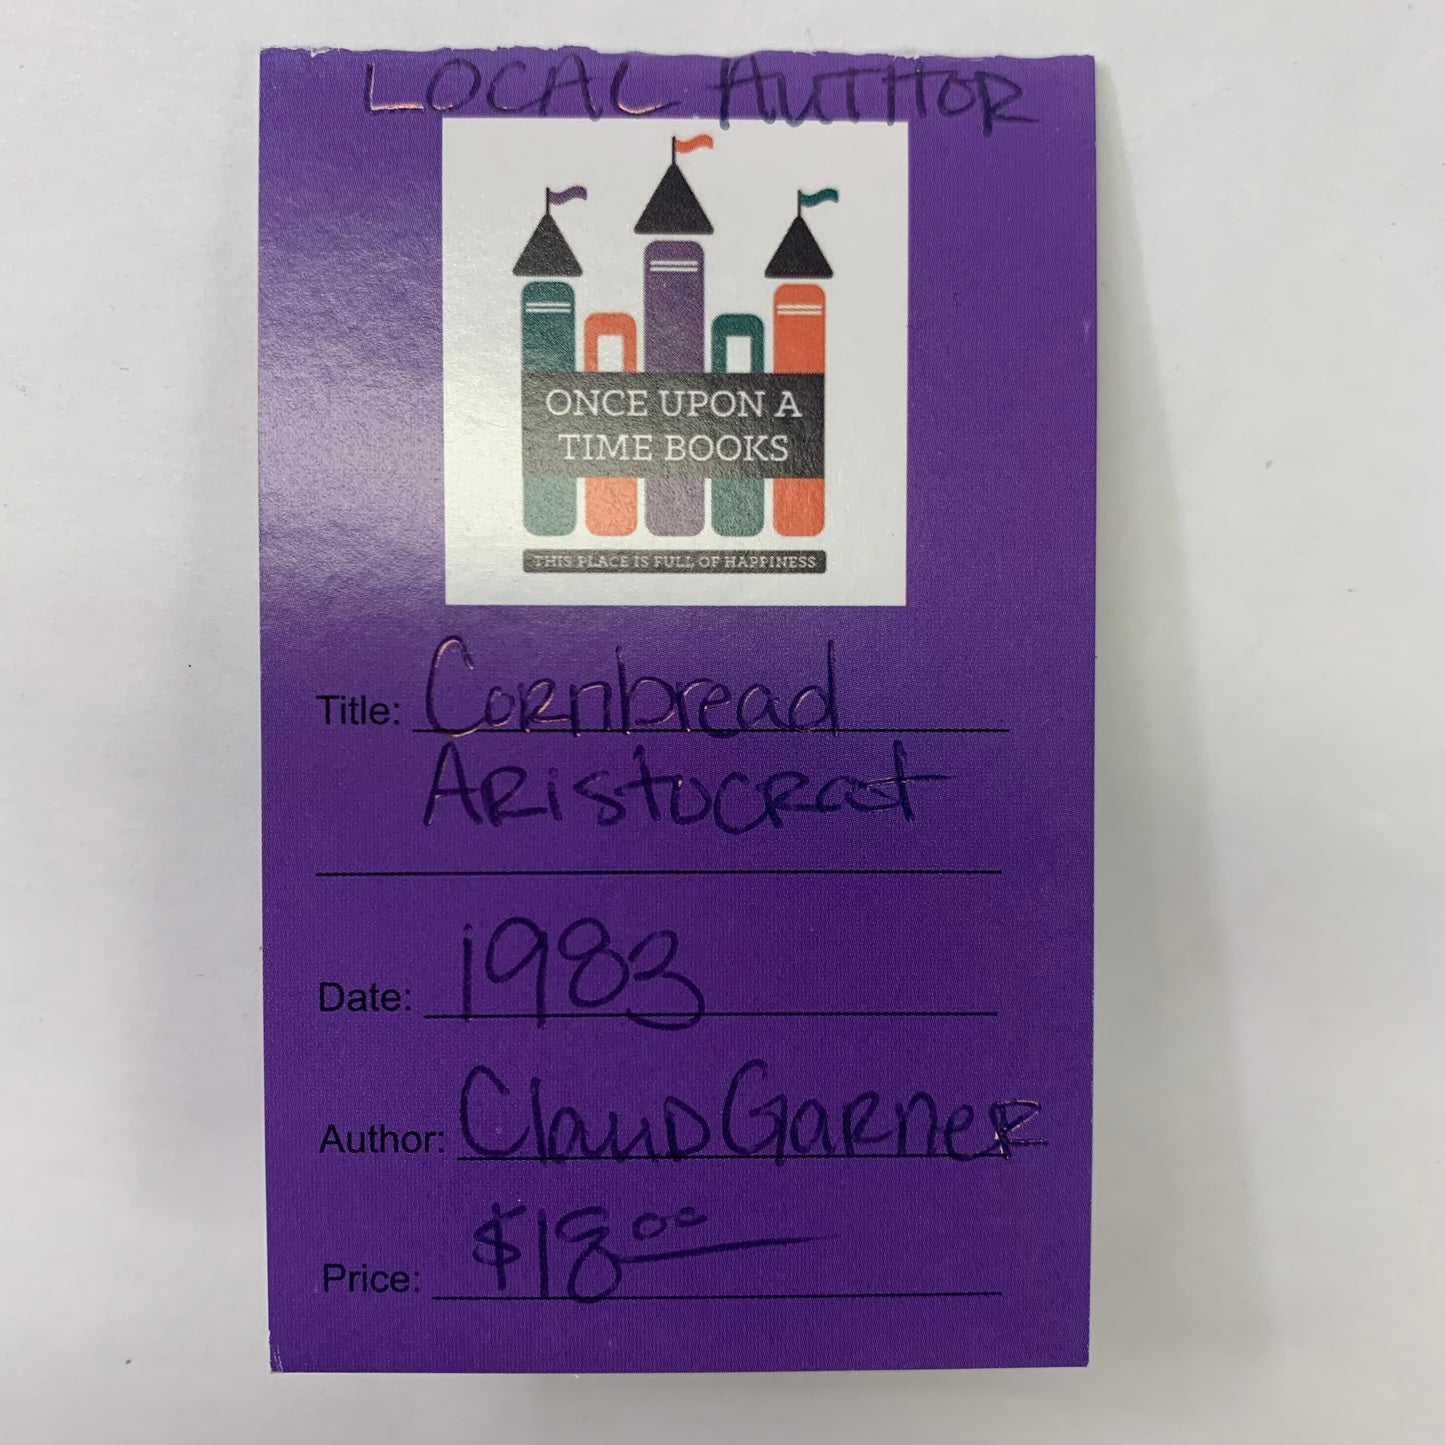 LOCAL AUTHOR
ONCE UPON A
TIME BOOKS
THIS PLACE IS FULL OF HAPPINESS
Title: Cornbread
Aristocrat
Date: 1983
Author: Claud Garner
Price: $18.00